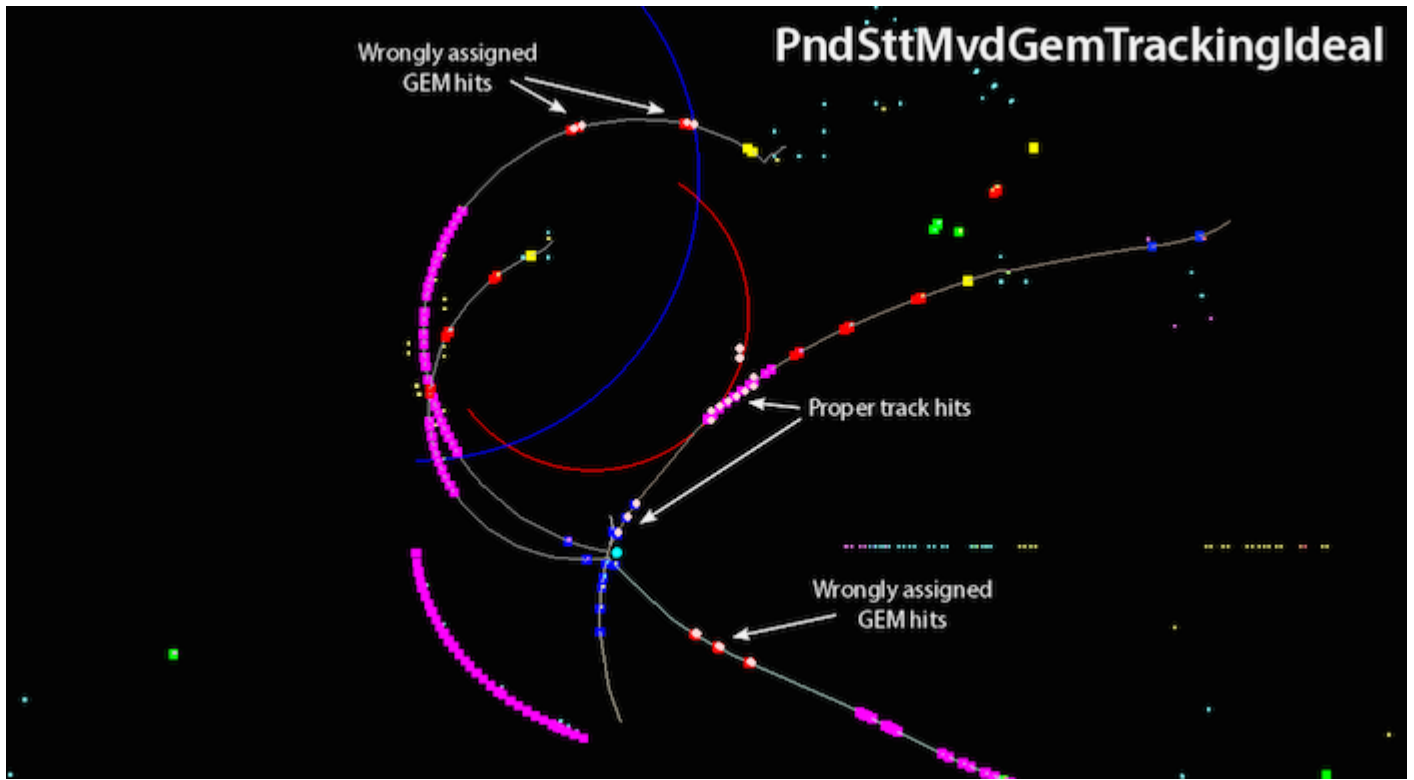 PndSttMvdGemTrackingIdeal
Wrongly assigned
GEM hits
Proper track hits
Wrongly assigned
GEM hits